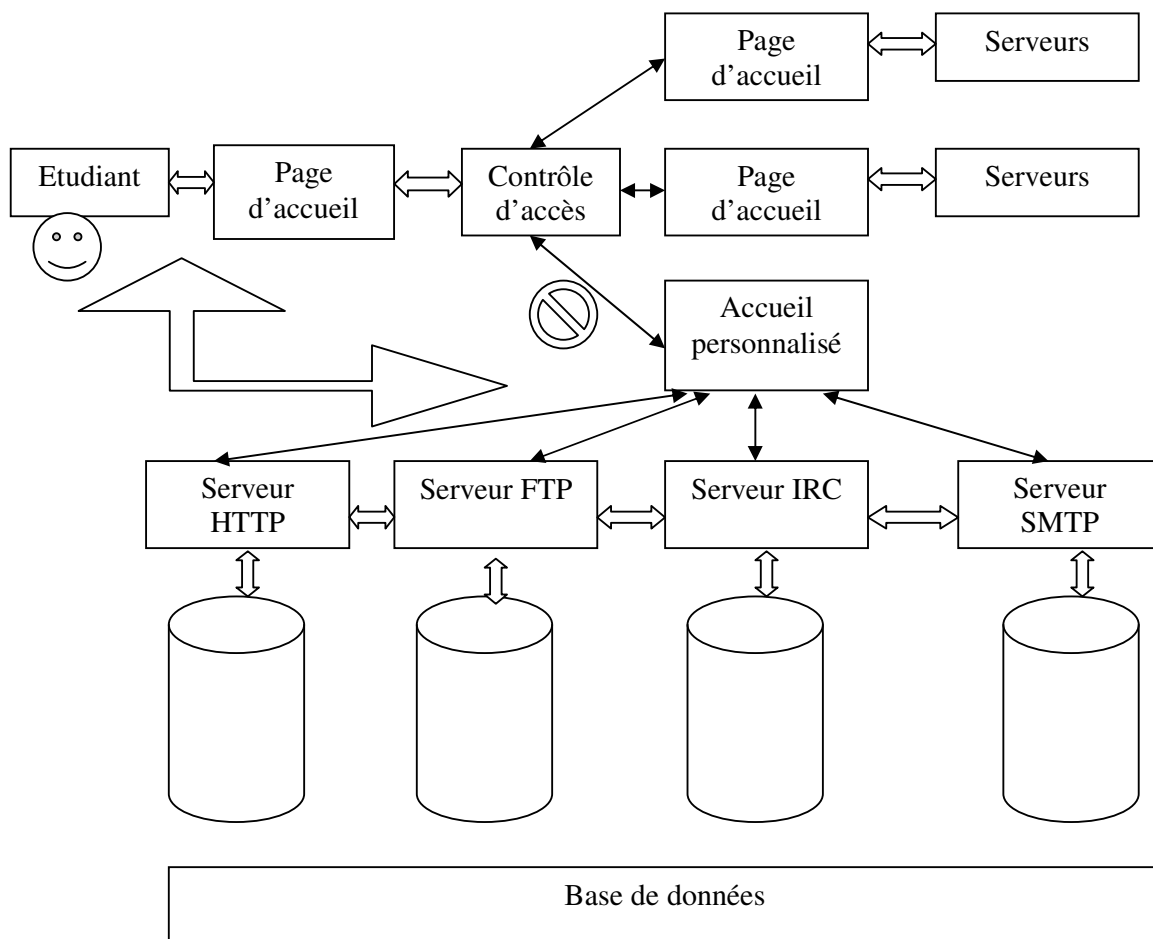 Page
d’accueil
Serveurs
Etudiant
Page
d’accueil
Contrôle
d’accès
Page
d’accueil
Serveurs
Accueil
personnalisé
Serveur
HTTP
Serveur FTP
Serveur IRC
Serveur
SMTP
Base de données